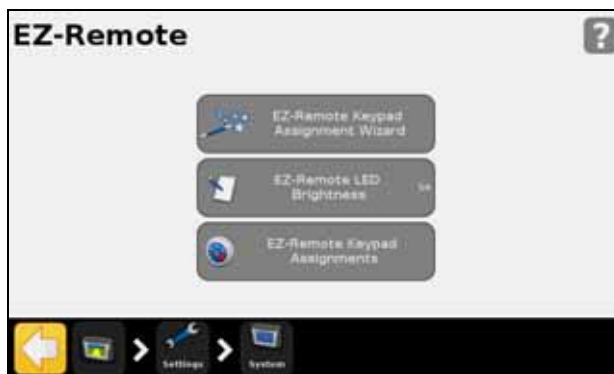 EZ-Remote
?
EZ-Remote Keypad
Assignment Wizard
EZ-Remote LED
Brightness
EZ-Remote Keypad
Assignments
Settings
System